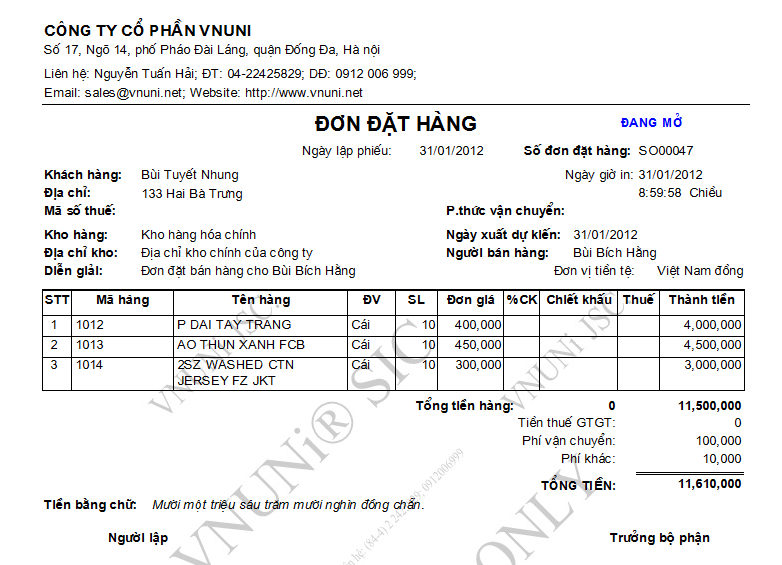 CÔNG TY CỔ PHẦN VNUNI
Số 17, Ngõ 14, phố Pháo Đài Láng, quận Đống Đa, Hà nội
Liên hệ: Nguyễn Tuấn Hải; ĐT: 04-22425829; DĐ: 0912 006 999;
Email: sales@vnuni.net; Website: http://www.vnuni.net
ĐƠN ĐẶT HÀNG ĐANG MỞ
Ngày lập phiếu: 31/01/2012 Số đơn đặt hàng: SO00047
Khách hàng: Bùi Tuyết Nhung Ngày giờ in: 31/01/2012
Địa chỉ: 133 Hai Bà Trưng 8:59:58 Chiều
Mã số thuế: P.thức vận chuyển:
Kho hàng: Kho hàng hóa chính Ngày xuất dự kiến: 31/01/2012
Địa chỉ kho: Địa chỉ kho chính của công ty Người bán hàng: Bùi Bích Hằng
Diễn giải: Đơn đặt bán hàng cho Bùi Bích Hằng Đơn vị tiền tệ: Việt Nam đồng
STT Mã hàng Tên hàng ĐV SL Đơn giá %CK Chiết khấu Thuế Thành tiền
1 1012 P DAI TAY TRANG Cái 10 400,000 4,000,000
2 1013 AO THUN XANH FCB Cái 10 450,000 4,500,000
3 1014 2SZ WASHED CTN Cái 10 300,000 3,000,000
JERSEY FZ JKT
Tổng tiền hàng: 0 11,500,000
Tiền thuế GTGT: 0
Phí vận chuyển: 100,000
Phí khác: 10,000
TỔNG TIỀN: 11,610,000
Tiền bằng chữ: Mười một triệu sáu trăm mười nghìn đồng chẵn.
Người lập Trưởng bộ phận
VNUNi JSC.
VNUNi® SIC
VNUNi JSC
ONLY